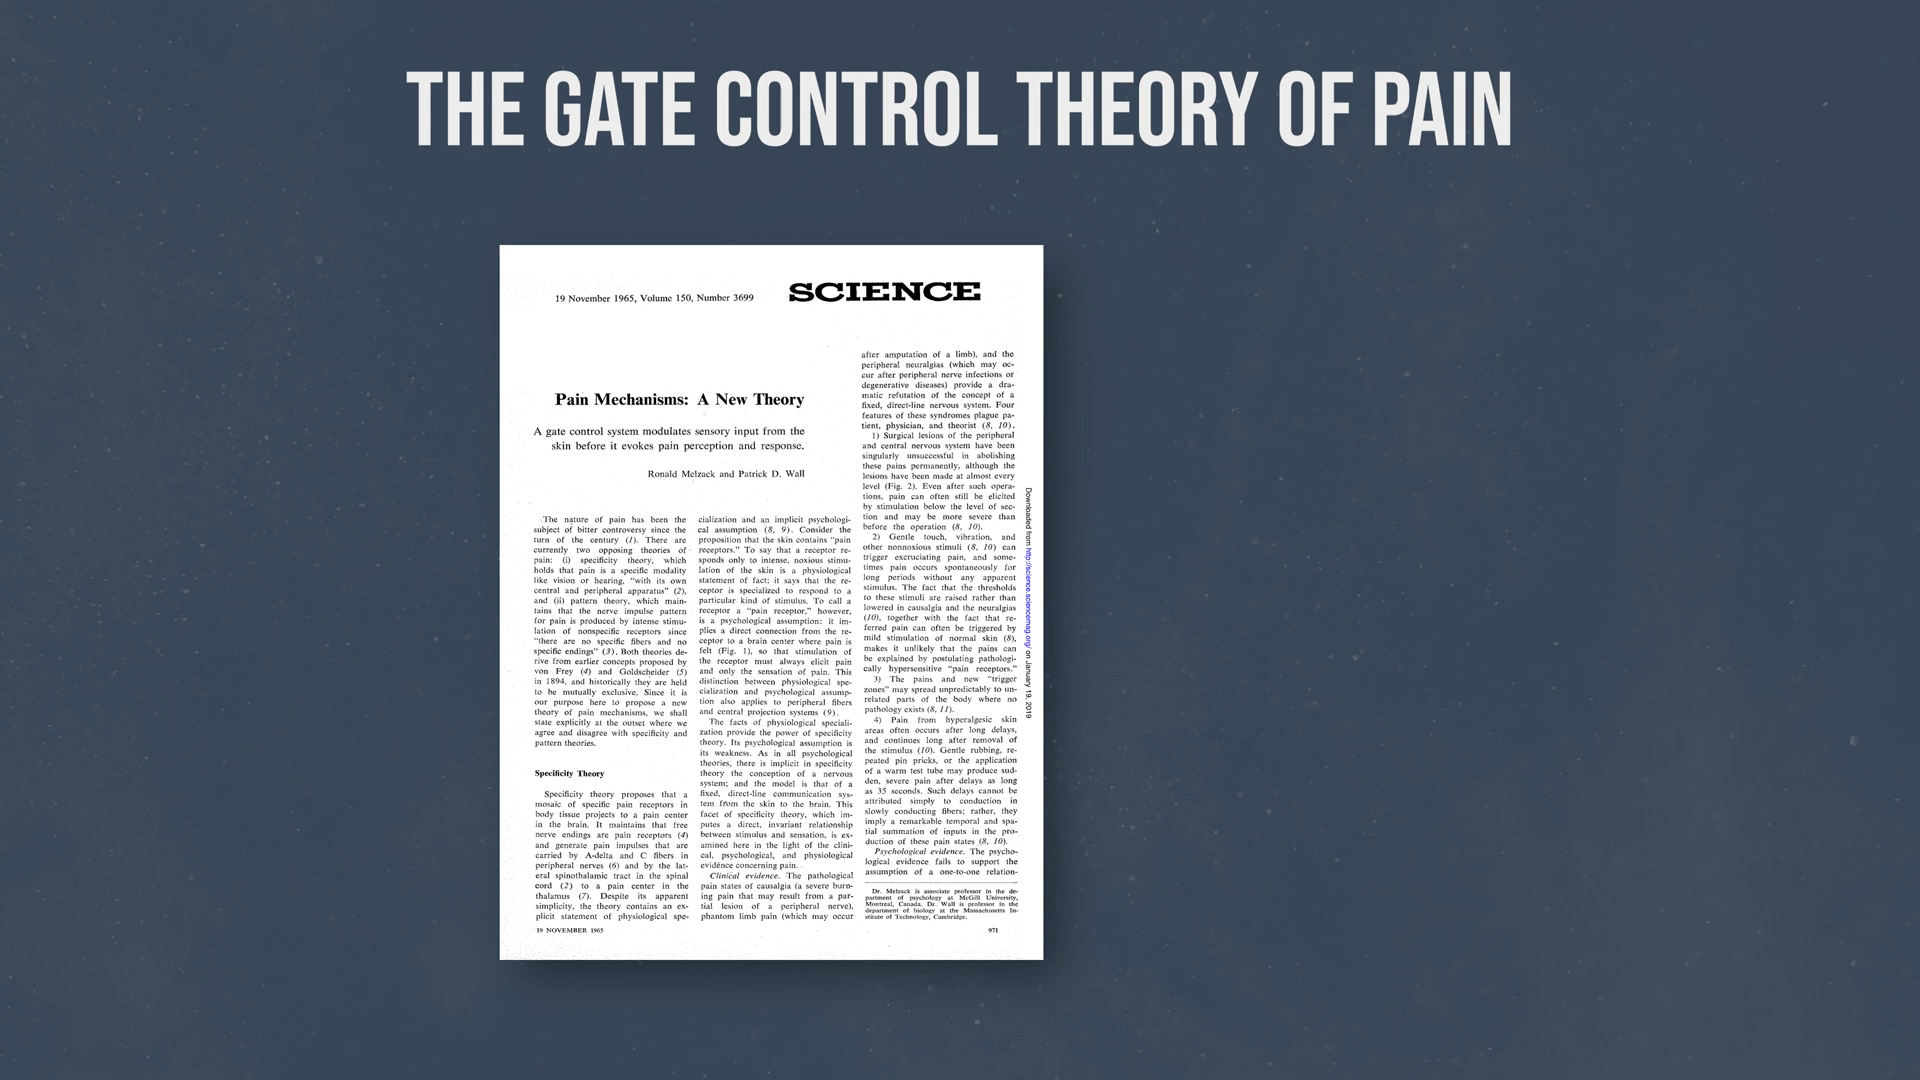 THE GATE CONTROL THEORY OF PAIN
19 November 1965, Volume 150, Number 3699
SCIENCE
Pain Mechanisms: A New Theory
A gate control system modulates sensory input from the
skin before it evokes pain perception and response.
Ronald Melzack and Patrick D. Wall
The nature of pain has been the
subject of bitter controversy since the
turn of the century (1). There are
currently two opposing theories of
pain: (i) specificity theory, which
holds that pain is a specific modality
like vision or hearing, "with its own
central and peripheral apparatus" (2),
and (ii) pattern theory, which main-
tains that the nerve impulse pattern
for pain is produced by intense stimu-
lation of nonspecific receptors since
"there are no specific fibers and no
specific endings" (3). Both theories de-
rive from earlier concepts proposed by
von Frey (4) and Goldscheider (5)
in 1894, and historically they are held
to be mutually exclusive. Since it is
our purpose here to propose a new
theory of pain mechanisms, we shall
state explicitly at the outset where we
agree and disagree with specificity and
pattern theories.
Specificity Theory
Specificity theory proposes that a
mosaic of specific pain receptors in
body tissue projects to a pain center
in the brain. It maintains that free
nerve endings are pain receptors (4)
and generate pain impulses that are
carried by A-delta and C fibers in
peripheral nerves (6) and by the lat-
eral spinothalamic tract in the spinal
cord (2) to a pain center in the
thalamus (7). Despite its apparent
simplicity, the theory contains an ex-
plicit statement of physiological spe-
cialization and an implicit psychologi-
cal assumption (8, 9). Consider the
proposition that the skin contains "pain
receptors." To say that a receptor re-
sponds only to intense, noxious stimu-
lation of the skin is a physiological
statement of fact; it says that the re-
ceptor is specialized to respond to a
particular kind of stimulus. To call a
receptor a "pain receptor," however,
is a psychological assumption: it im-
plies a direct connection from the re-
ceptor to a brain center where pain is
felt (Fig. 1), so that stimulation of
the receptor must always elicit pain
and only the sensation of pain. This
distinction between physiological spe-
cialization and psychological assump-
tion also applies to peripheral fibers
and central projection systems (9).
The facts of physiological speciali-
zation provide the power of specificity
theory. Its psychological assumption is
its weakness. As in all psychological
theories, there is implicit in specificity
theory the conception of a nervous
system; and the model is that of a
fixed, direct-line communication sys-
tem from the skin to the brain. This
facet of specificity theory, which im-
putes a direct, invariant relationship
between stimulus and sensation, is ex-
amined here in the light of the clini-
cal, psychological, and physiological
evidence concerning pain.
Clinical evidence. The pathological
pain states of causalgia (a severe burn-
ing pain that may result from a par-
tial lesion of a peripheral nerve),
phantom limb pain (which may occur
after amputation of a limb), and the
peripheral neuralgias (which may oc-
cur after peripheral nerve infections or
degenerative diseases) provide a dra-
matic refutation of the concept of a
fixed, direct-line nervous system. Four
features of these syndromes plague pa-
tient, physician, and theorist (8, 10).
1) Surgical lesions of the peripheral
and central nervous system have been
singularly unsuccessful in abolishing
these pains permanently, although the
lesions have been made at almost every
level (Fig. 2). Even after such opera-
tions, pain can often still be elicited
by stimulation below the level of sec-
tion and may be more severe than
before the operation (8, 10).
2) Gentle touch, vibration, and
other nonnoxious stimuli (8, 10) can
trigger excruciating pain, and some-
times pain occurs spontaneously for
long periods without any apparent
stimulus. The fact that the thresholds
to these stimuli are raised rather than
lowered in causalgia and the neuralgias
(10), together with the fact that re-
ferred pain can often be triggered by
mild stimulation of normal skin (8),
makes it unlikely that the pains can
be explained by postulating pathologi-
cally hypersensitive "pain receptors."
3) The pains and new "trigger
zones" may spread unpredictably to un-
related parts of the body where no
pathology exists (8, 11).
4) Pain from hyperalgesic skin
areas often occurs after long delays,
and continues long after removal of
the stimulus (10). Gentle rubbing, re-
peated pin pricks, or the application
of a warm test tube may produce sud-
den, severe pain after delays as long
as 35 seconds. Such delays cannot be
attributed simply to conduction in
slowly conducting fibers; rather, they
imply a remarkable temporal and spa-
tial summation of inputs in the pro-
duction of these pain states (8, 10).
Psychological evidence. The psycho-
logical evidence fails to support the
assumption of a one-to-one relation-
Dr. Melzack is associate professor in the de-
partment of psychology at McGill University,
Montreal, Canada. Dr. Wall is professor in the
department of biology at the Massachusetts In-
stitute of Technology, Cambridge.
19 NOVEMBER 1965
971
Downloaded from http://science.sciencemag.org/ on January 19, 2019